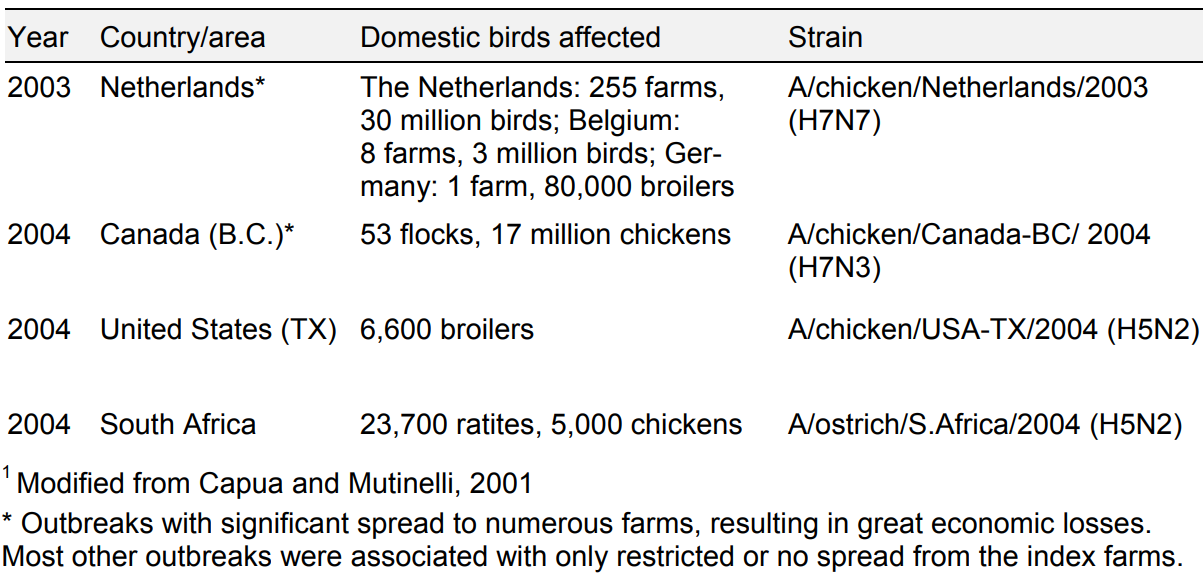 Year Country/area Domestic birds affected Strain
2003 Netherlands* The Netherlands: 255 farms, A/chicken/Netherlands/2003
30 million birds; Belgium: (H7N7)
8 farms, 3 million birds; Ger-
many: 1 farm, 80,000 broilers
2004 Canada (B.C.)* 53 flocks, 17 million chickens A/chicken/Canada-BC/ 2004
(H7N3)
2004 United States (TX) 6,600 broilers A/chicken/USA-TX/2004 (H5N2)
2004 South Africa 23,700 ratites, 5,000 chickens A/ostrich/S.Africa/2004 (H5N2)
1 Modified from Capua and Mutinelli, 2001
* Outbreaks with significant spread to numerous farms, resulting in great economic losses.
Most other outbreaks were associated with only restricted or no spread from the index farms.